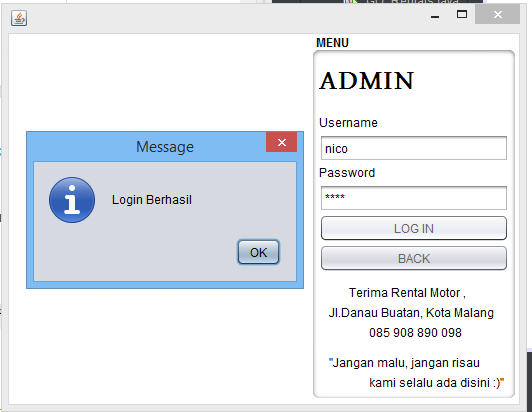 MENU
ADMIN
Username
nico
Password
****
LOG IN
BACK
Terima Rental Motor ,
Jl.Danau Buatan, Kota Malang
085 908 890 098
"Jangan malu, jangan risau
kami selalu ada disini :)"
Message
Login Berhasil
OK